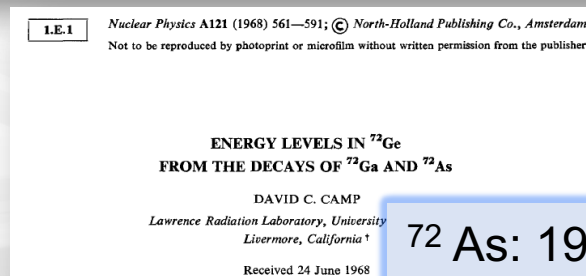 1.E.1
Nuclear Physics A121 (1968) 561—591; © North-Holland Publishing Co., Amsterdam
Not to be reproduced by photoprint or microfilm without written permission from the publisher
ENERGY LEVELS IN ⁷²Ge
FROM THE DECAYS OF ⁷²Ga AND ⁷²As
DAVID C. CAMP
Lawrence Radiation Laboratory, University
Livermore, California †
Received 24 June 1968
⁷² As: 19